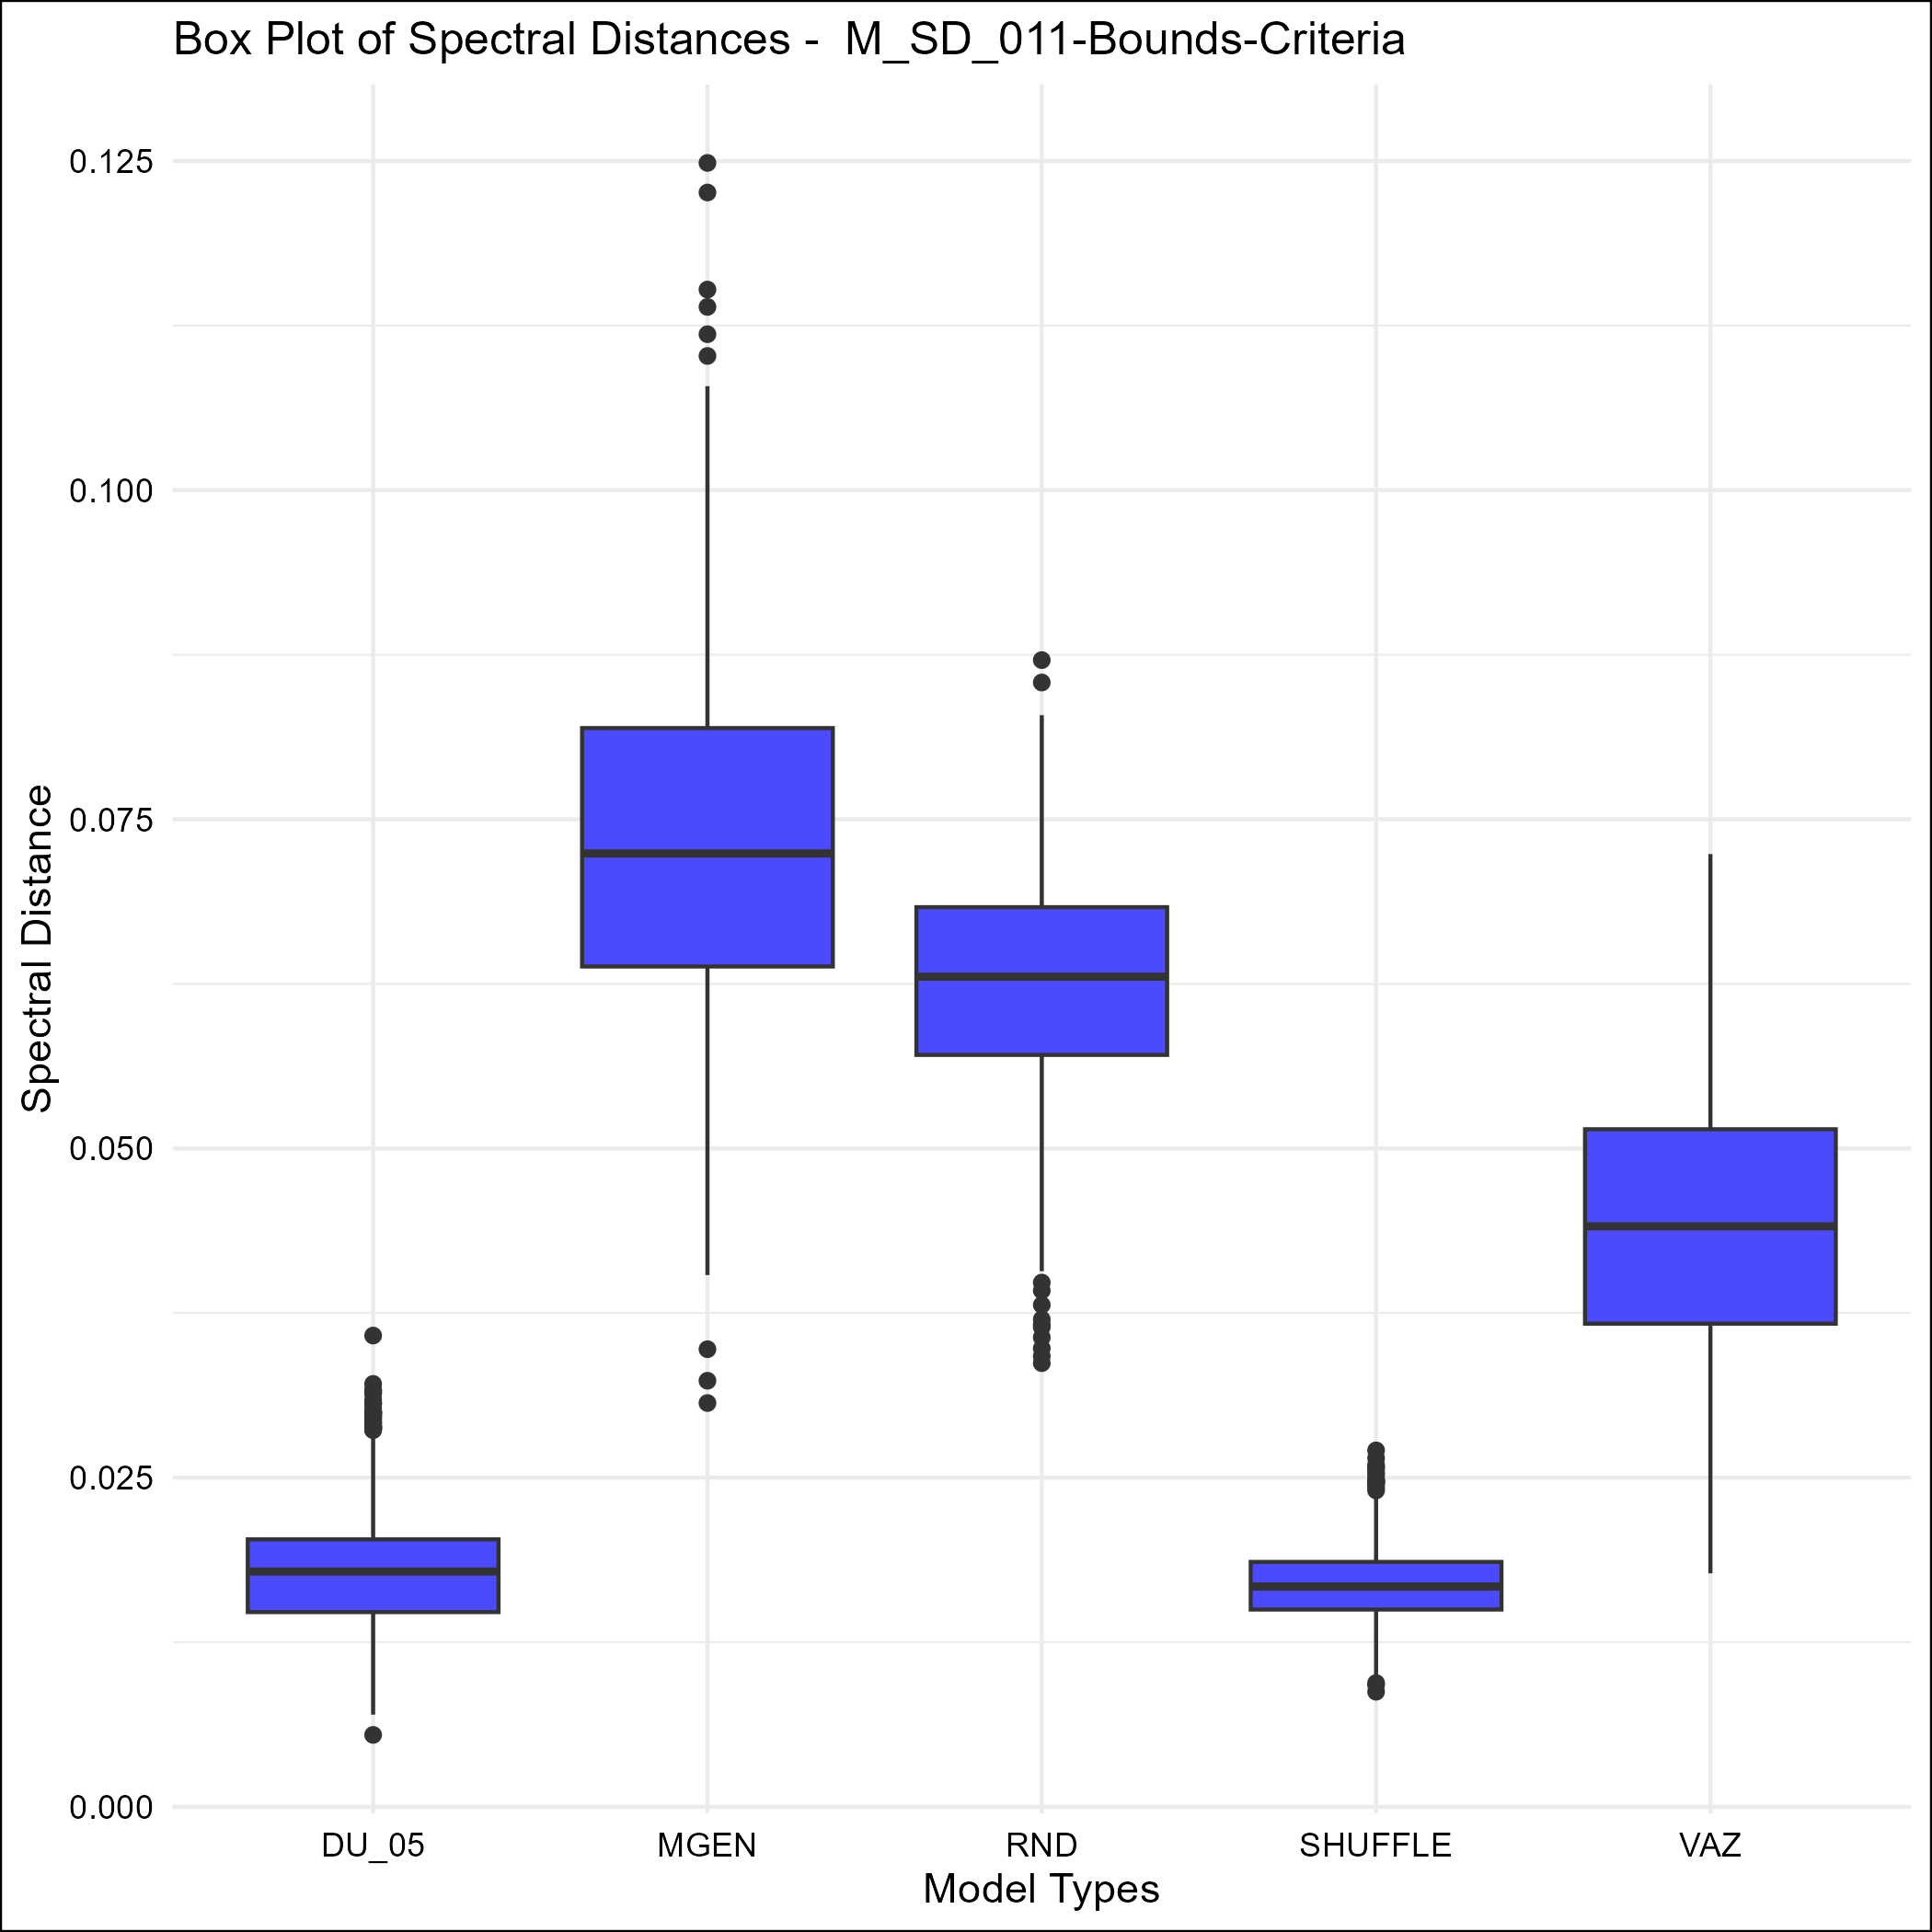 Box Plot of Spectral Distances -  M_SD_011-Bounds-Criteria
Spectral Distance
0.125
0.100
0.075
0.050
0.025
0.000
DU_05 MGEN RND SHUFFLE VAZ
Model Types